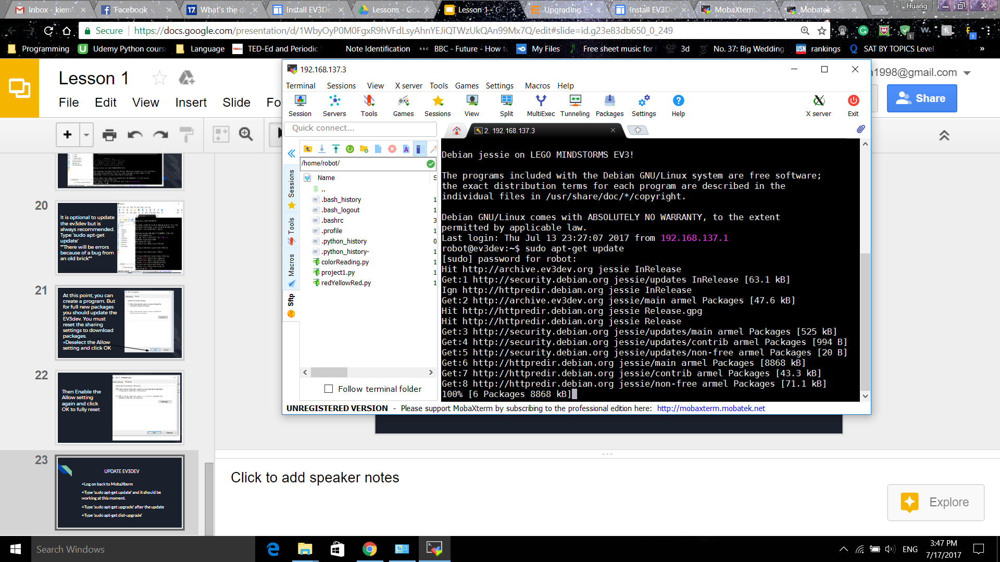 Inbox - kiem
Facebook -
What's the de
Install EV3De
Lessons - Go
Lesson 1 - G
Upgrading
Install EV3De
MobaXterm
Mobatek - S
Huang
Secure
https://docs.google.com/presentation/d/1WbyOyP0M0FgxR9hVFdLsyAhnYEJiQTWzUkQAn99Mx7Q/edit#slide=id.g23e83db650_0_249
Programming
Udemy Python cours
Language
TED-Ed and Periodic
Note Identification
BBC - Future - How t
My Files
Free sheet music for
3d
No. 37: Big Wedding
rankings
SAT BY TOPICS Level
»
Lesson 1
File Edit View Insert Slide Fo
n1998@gmail.com
Share
192.168.137.3
Terminal Sessions View X server Tools Games Settings Macros Help
Session Servers Tools Games Sessions View Split MultiExec Tunneling Packages Settings Help X server Exit
Quick connect...
2. 192.168.137.3
/home/robot/
Name
..
.bash_history
.bash_logout
.bashrc
.profile
.python_history
.python_history-
colorReading.py
project1.py
redYellowRed.py
Sessions
Tools
Macros
Sftp
Follow terminal folder
Debian jessie on LEGO MINDSTORMS EV3!
The programs included with the Debian GNU/Linux system are free software;
the exact distribution terms for each program are described in the
individual files in /usr/share/doc/*/copyright.
Debian GNU/Linux comes with ABSOLUTELY NO WARRANTY, to the extent
permitted by applicable law.
Last login: Thu Jul 13 23:27:07 2017 from 192.168.137.1
robot@ev3dev:~$ sudo apt-get update
[sudo] password for robot:
Hit http://archive.ev3dev.org jessie InRelease
Get:1 http://security.debian.org jessie/updates InRelease [63.1 kB]
Ign http://httpredir.debian.org jessie InRelease
Get:2 http://archive.ev3dev.org jessie/main armel Packages [47.6 kB]
Hit http://httpredir.debian.org jessie Release.gpg
Hit http://httpredir.debian.org jessie Release
Get:3 http://security.debian.org jessie/updates/main armel Packages [525 kB]
Get:4 http://security.debian.org jessie/updates/contrib armel Packages [994 B]
Get:5 http://security.debian.org jessie/updates/non-free armel Packages [20 B]
Get:6 http://httpredir.debian.org jessie/main armel Packages [8868 kB]
Get:7 http://httpredir.debian.org jessie/contrib armel Packages [43.3 kB]
Get:8 http://httpredir.debian.org jessie/non-free armel Packages [71.1 kB]
100% [6 Packages 8868 kB]
UNREGISTERED VERSION - Please support MobaXterm by subscribing to the professional edition here: http://mobaxterm.mobatek.net
20
It is optional to update
the ev3dev but is
always recommended.
Type 'sudo apt-get
update'
**There will be errors
because of a bug from
an old brick**
21
At this point, you can
create a program. But
for full new packages
you should update the
EV3dev. You must
reset the sharing
settings to download
packages.
+Deselect the Allow
setting and click OK
22
Then Enable the
Allow setting
again and click
OK to fully reset
23
UPDATE EV3DEV
+Log on back to MobaXterm
+Type 'sudo apt-get update' and it should be
working at this moment.
+Type 'sudo apt-get upgrade' after the update
+Type 'sudo apt-get dist-upgrade'
Click to add speaker notes
Explore
Search Windows
ENG
3:47 PM
7/17/2017